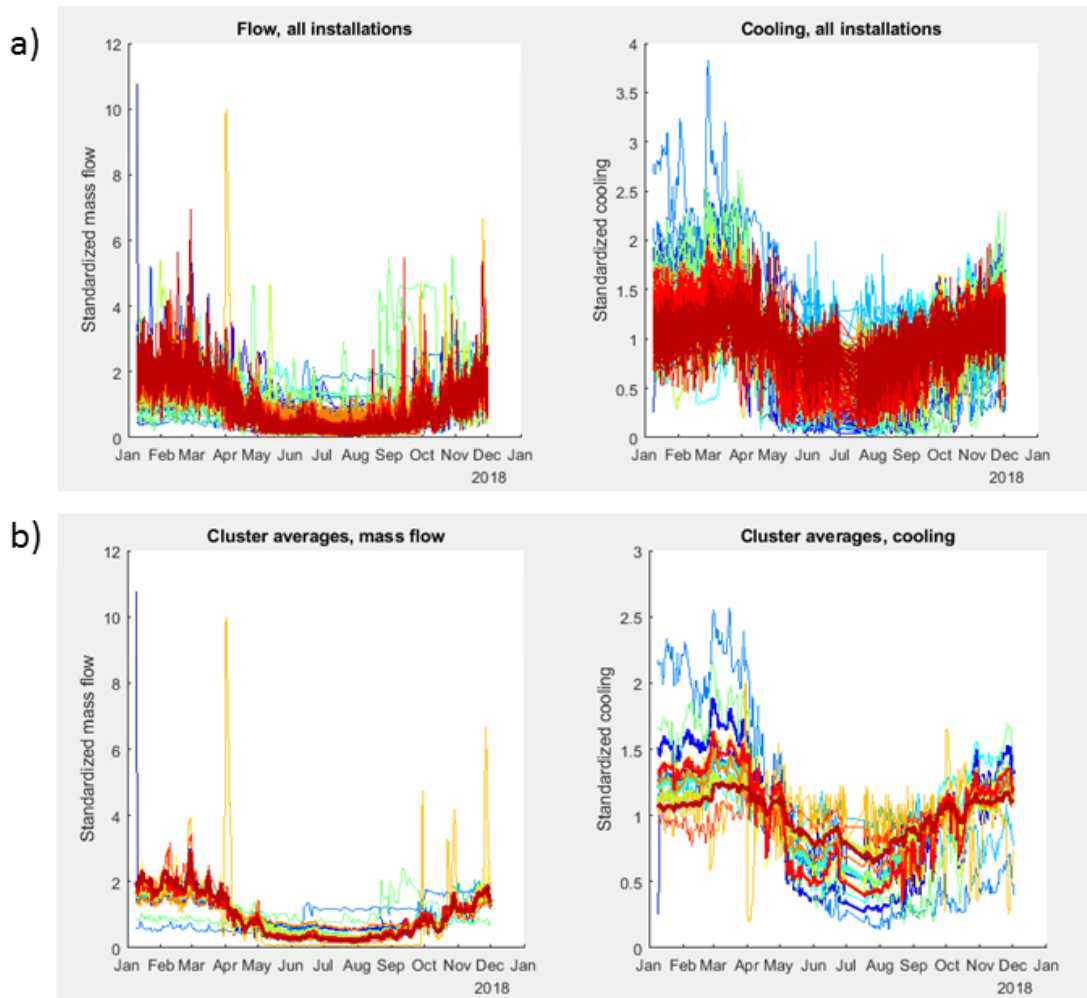 a)
Flow, all installations
12
10
8
6
4
2
0
Standardized mass flow
Jan Feb Mar Apr May Jun Jul Aug Sep Oct Nov Dec Jan
2018
Cooling, all installations
4
3.5
3
2.5
2
1.5
1
0.5
0
Standardized cooling
Jan Feb Mar Apr May Jun Jul Aug Sep Oct Nov Dec Jan
2018
b)
Cluster averages, mass flow
12
10
8
6
4
2
0
Standardized mass flow
Jan Feb Mar Apr May Jun Jul Aug Sep Oct Nov Dec Jan
2018
Cluster averages, cooling
3
2.5
2
1.5
1
0.5
0
Standardized cooling
Jan Feb Mar Apr May Jun Jul Aug Sep Oct Nov Dec Jan
2018